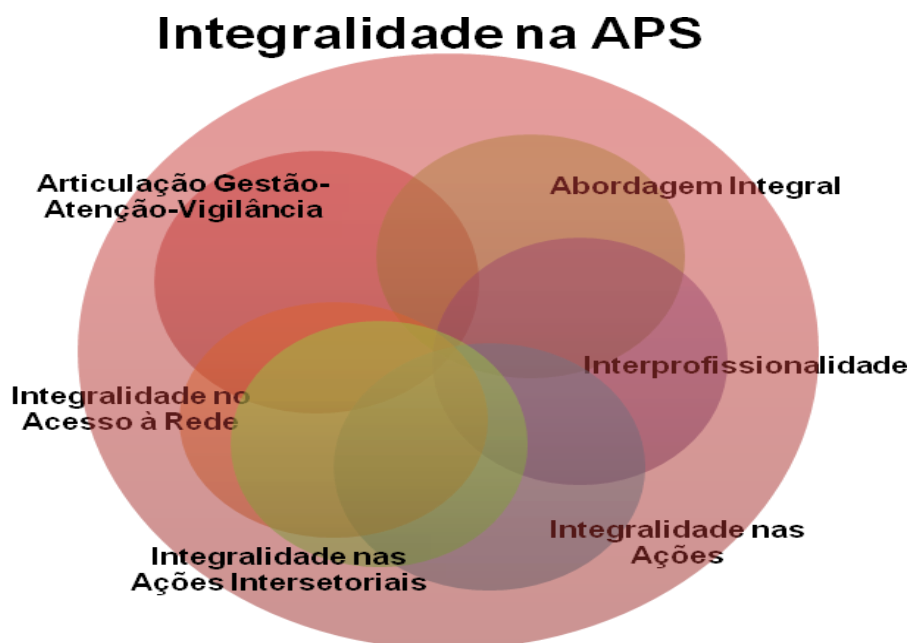 Integralidade na APS
Articulação Gestão-
Atenção-Vigilância
Abordagem Integral
Interprofissionalidade
Integralidade no
Acesso à Rede
Integralidade nas
Ações
Integralidade nas
Ações Intersetoriais